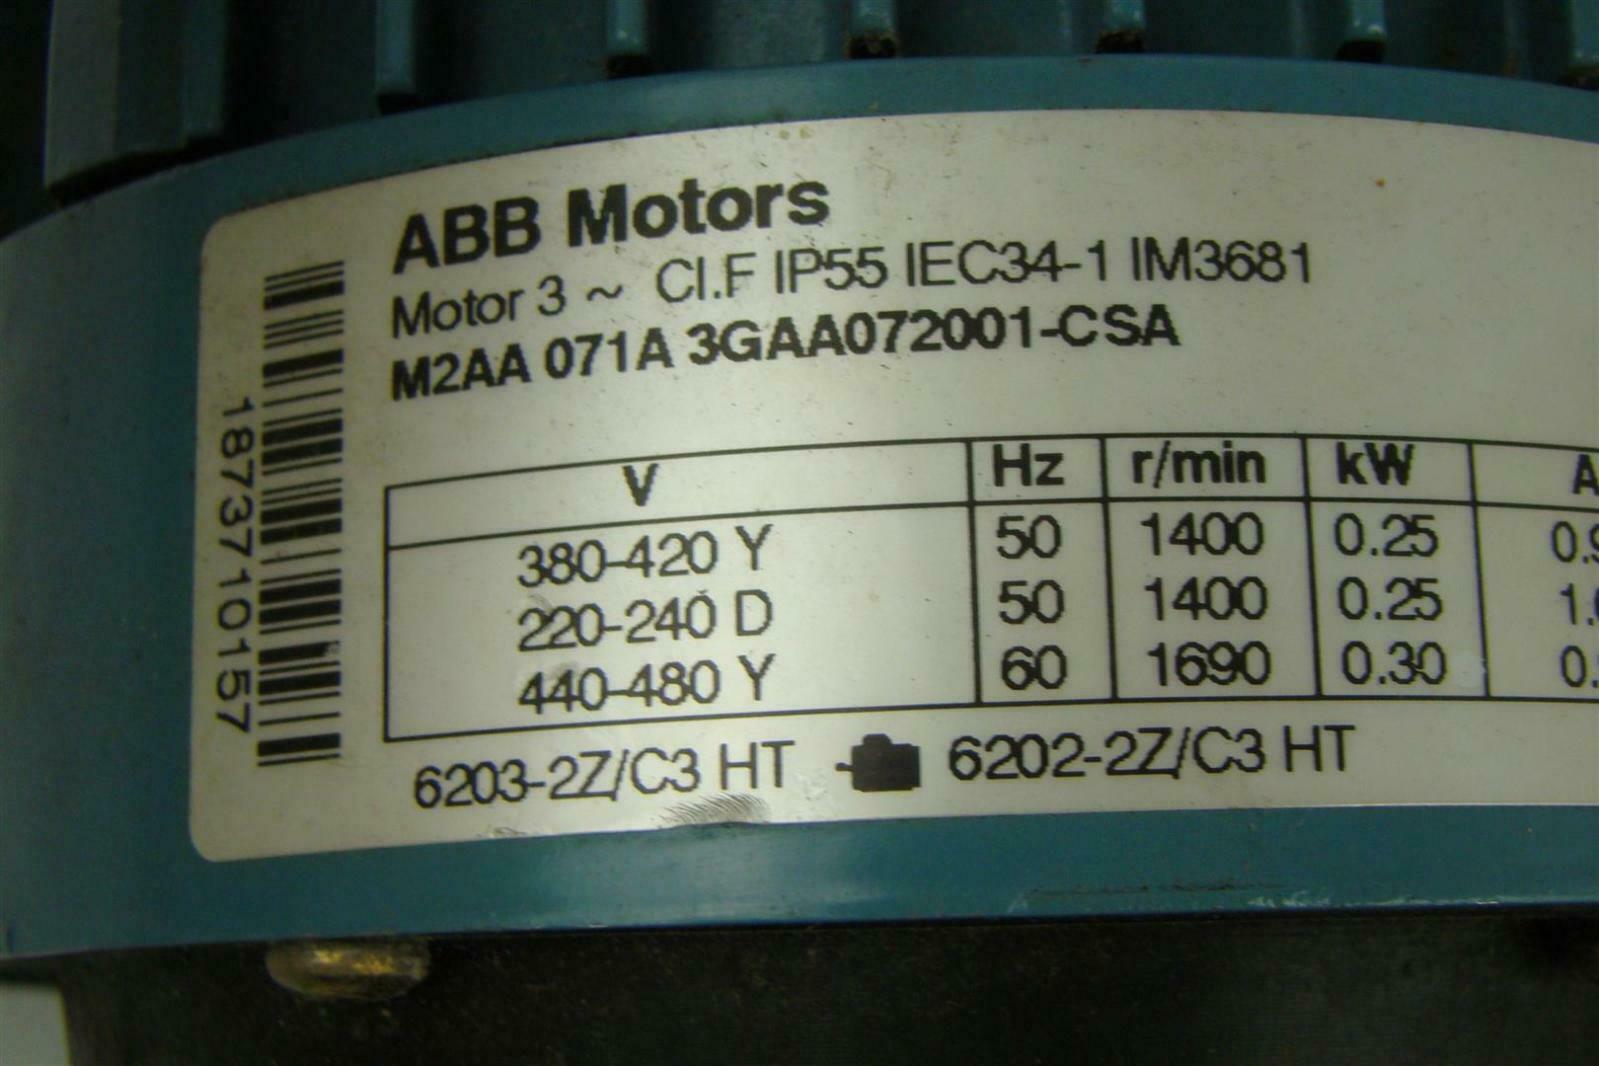 ABB Motors
Motor 3 ~ Cl.F IP55 IEC34-1 IM3681
M2AA 071A 3GAA072001-CSA
V Hz r/min kW A
380-420 Y 50 1400 0.25
220-240 D 50 1400 0.25
440-480 Y 60 1690 0.30
6203-2Z/C3 HT 6202-2Z/C3 HT
1873710157